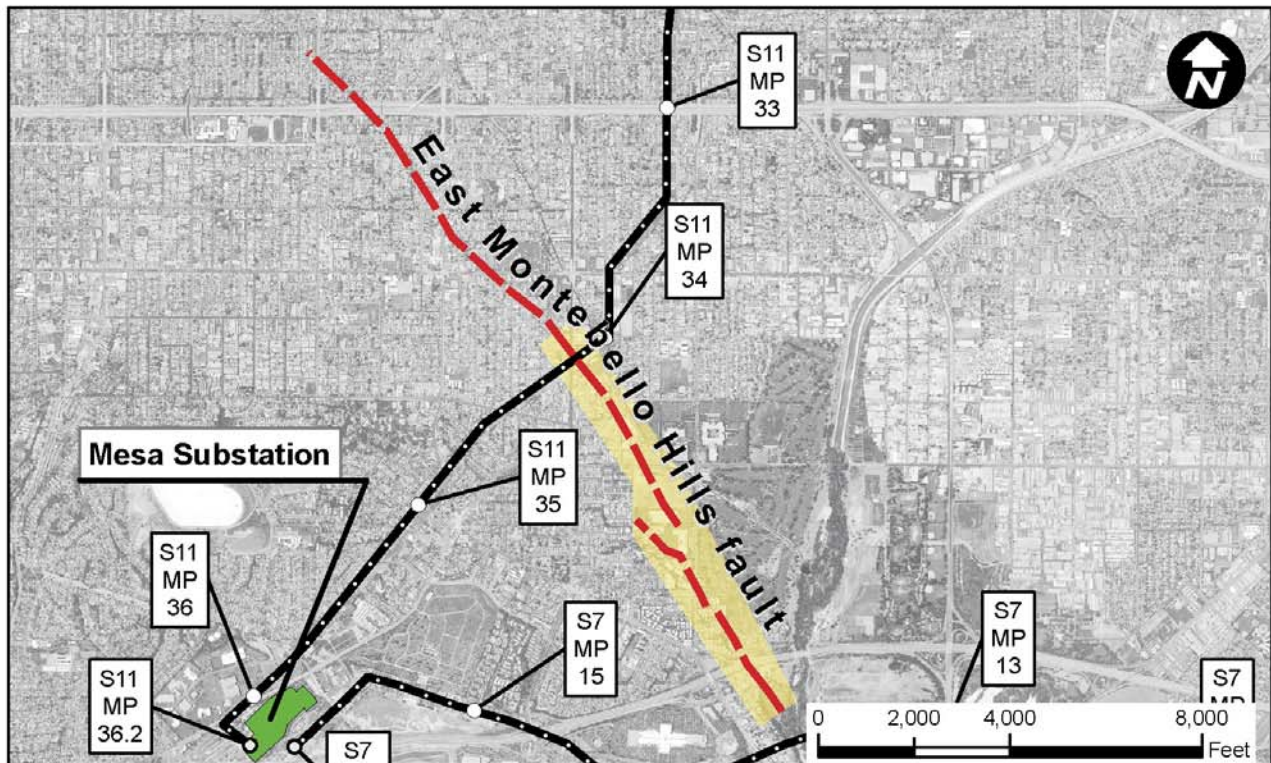 S11
MP
33
N
East Montebello Hills fault
S11
MP
34
Mesa Substation
S11
MP
35
S11
MP
36
S7
MP
15
S7
MP
13
S11
MP
36.2
S7
S7
0
2,000
4,000
8,000
Feet